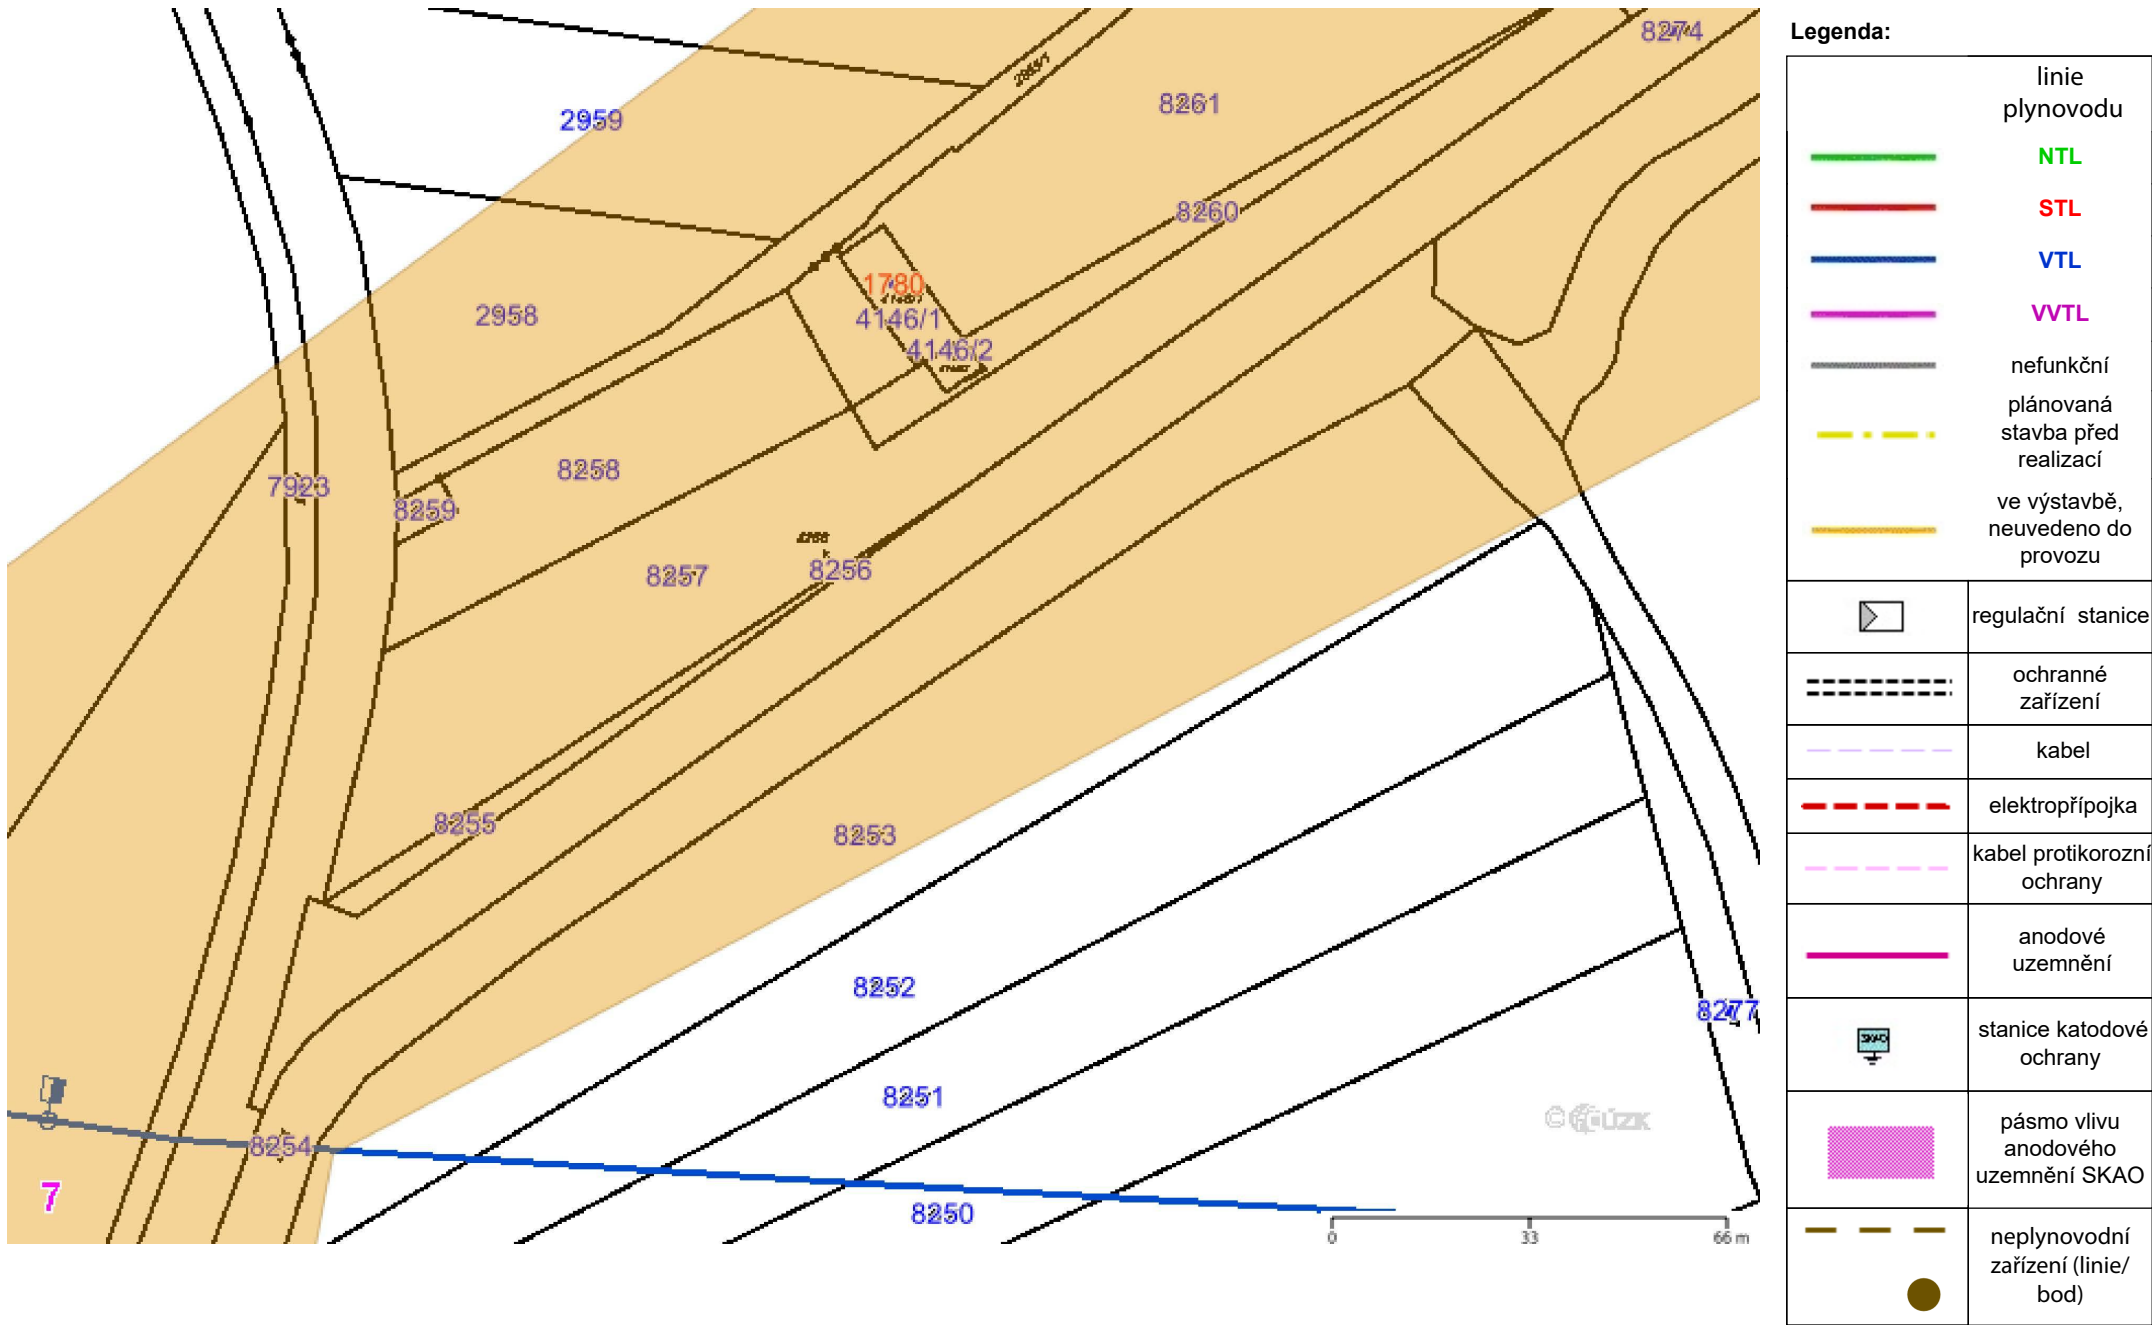 8274
2959
8261
8260
1780
4146/1
4146/2
2958
8258
7923
8259
8257
8256
8255
8253
8252
8277
8251
8254
7
8250
0 33 66 m
© ČÚZK
Legenda:
linie
plynovodu
NTL
STL
VTL
VVTL
nefunkční
plánovaná
stavba před
realizací
ve výstavbě,
neuvedeno do
provozu
regulační stanice
ochranné
zařízení
kabel
elektropřípojka
kabel protikorozní
ochrany
anodové
uzemnění
SKAO
stanice katodové
ochrany
pásmo vlivu
anodového
uzemnění SKAO
neplynovodní
zařízení (linie/
bod)